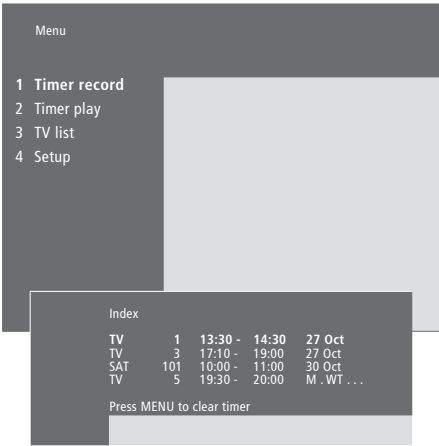 Menu
1 Timer record
2 Timer play
3 TV list
4 Setup
Index
TV 1 13:30 - 14:30 27 Oct
TV 3 17:10 - 19:00 27 Oct
SAT 101 10:00 - 11:00 30 Oct
TV 5 19:30 - 20:00 M . WT . . .
Press MENU to clear timer